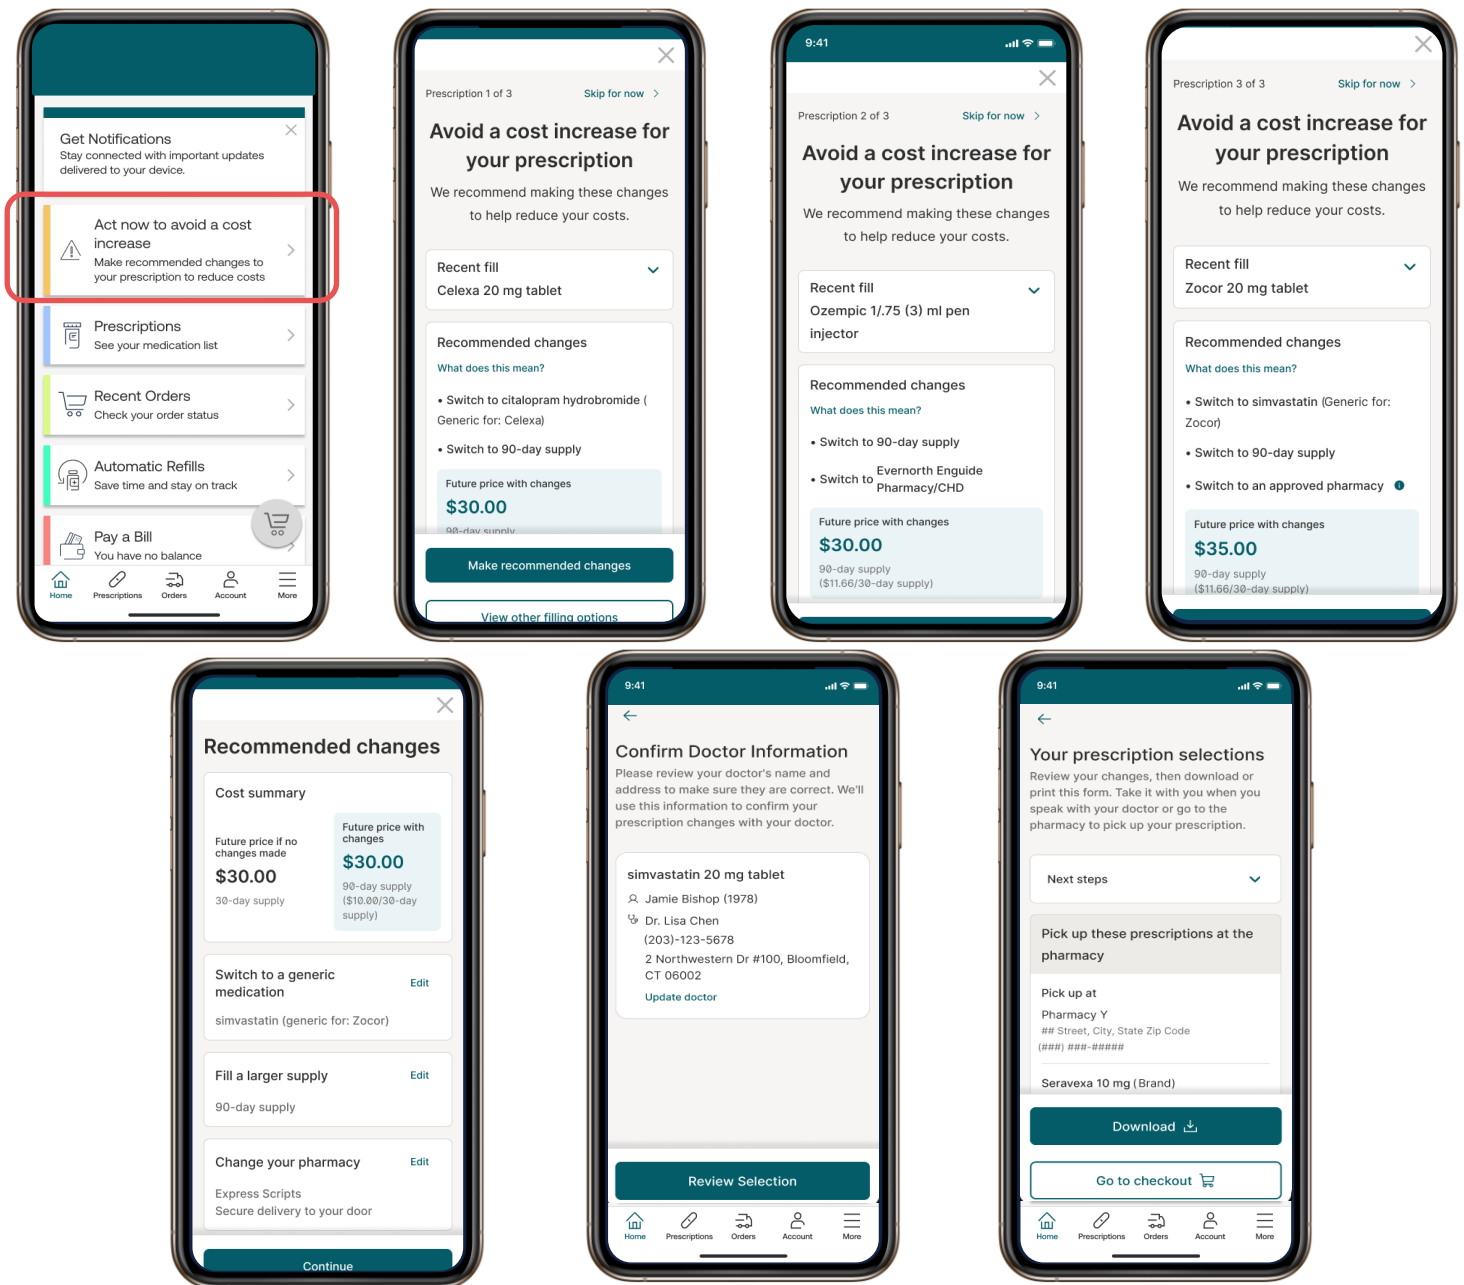 Get Notifications
Stay connected with important updates
delivered to your device.
Act now to avoid a cost
increase
Make recommended changes to
your prescription to reduce costs
Prescriptions
See your medication list
Recent Orders
Check your order status
Automatic Refills
Save time and stay on track
Pay a Bill
You have no balance
Home Prescriptions Orders Account More
Prescription 1 of 3 Skip for now
Avoid a cost increase for
your prescription
We recommend making these changes
to help reduce your costs.
Recent fill
Celexa 20 mg tablet
Recommended changes
What does this mean?
• Switch to citalopram hydrobromide (
Generic for: Celexa)
• Switch to 90-day supply
Future price with changes
$30.00
90-day supply
Make recommended changes
View other filling options
9:41
Prescription 2 of 3 Skip for now
Avoid a cost increase for
your prescription
We recommend making these changes
to help reduce your costs.
Recent fill
Ozempic 1/.75 (3) ml pen
injector
Recommended changes
What does this mean?
• Switch to 90-day supply
• Switch to Evernorth Enguide
Pharmacy/CHD
Future price with changes
$30.00
90-day supply
($11.66/30-day supply)
Prescription 3 of 3 Skip for now
Avoid a cost increase for
your prescription
We recommend making these changes
to help reduce your costs.
Recent fill
Zocor 20 mg tablet
Recommended changes
What does this mean?
• Switch to simvastatin (Generic for:
Zocor)
• Switch to 90-day supply
• Switch to an approved pharmacy
Future price with changes
$35.00
90-day supply
($11.66/30-day supply)
Recommended changes
Cost summary
Future price if no
changes made
$30.00
30-day supply
Future price with
changes
$30.00
90-day supply
($10.00/30-day
supply)
Switch to a generic
medication
Edit
simvastatin (generic for: Zocor)
Fill a larger supply Edit
90-day supply
Change your pharmacy Edit
Express Scripts
Secure delivery to your door
Continue
9:41
Confirm Doctor Information
Please review your doctor's name and
address to make sure they are correct. We'll
use this information to confirm your
prescription changes with your doctor.
simvastatin 20 mg tablet
Jamie Bishop (1978)
Dr. Lisa Chen
(203)-123-5678
2 Northwestern Dr #100, Bloomfield,
CT 06002
Update doctor
Review Selection
Home Prescriptions Orders Account More
9:41
Your prescription selections
Review your changes, then download or
print this form. Take it with you when you
speak with your doctor or go to the
pharmacy to pick up your prescription.
Next steps
Pick up these prescriptions at the
pharmacy
Pick up at
Pharmacy Y
## Street, City, State Zip Code
(###) ###-#####
Seravexa 10 mg (Brand)
Download
Go to checkout
Home Prescriptions Orders Account More